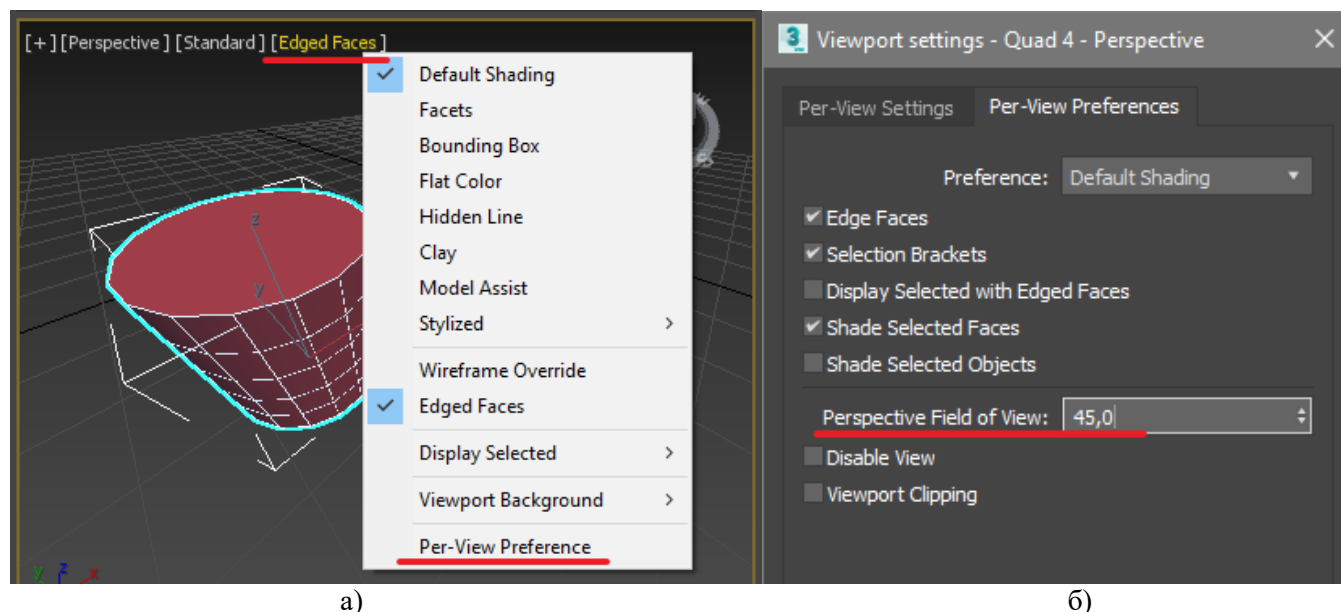 [+] [Perspective] [Standard] [Edged Faces]
Default Shading
Facets
Bounding Box
Flat Color
Hidden Line
Clay
Model Assist
Stylized
Wireframe Override
Edged Faces
Display Selected
Viewport Background
Per-View Preference
z
y
y z x
а)
3 Viewport settings - Quad 4 - Perspective
Per-View Settings Per-View Preferences
Preference: Default Shading
Edge Faces
Selection Brackets
Display Selected with Edged Faces
Shade Selected Faces
Shade Selected Objects
Perspective Field of View: 45,0
Disable View
Viewport Clipping
б)